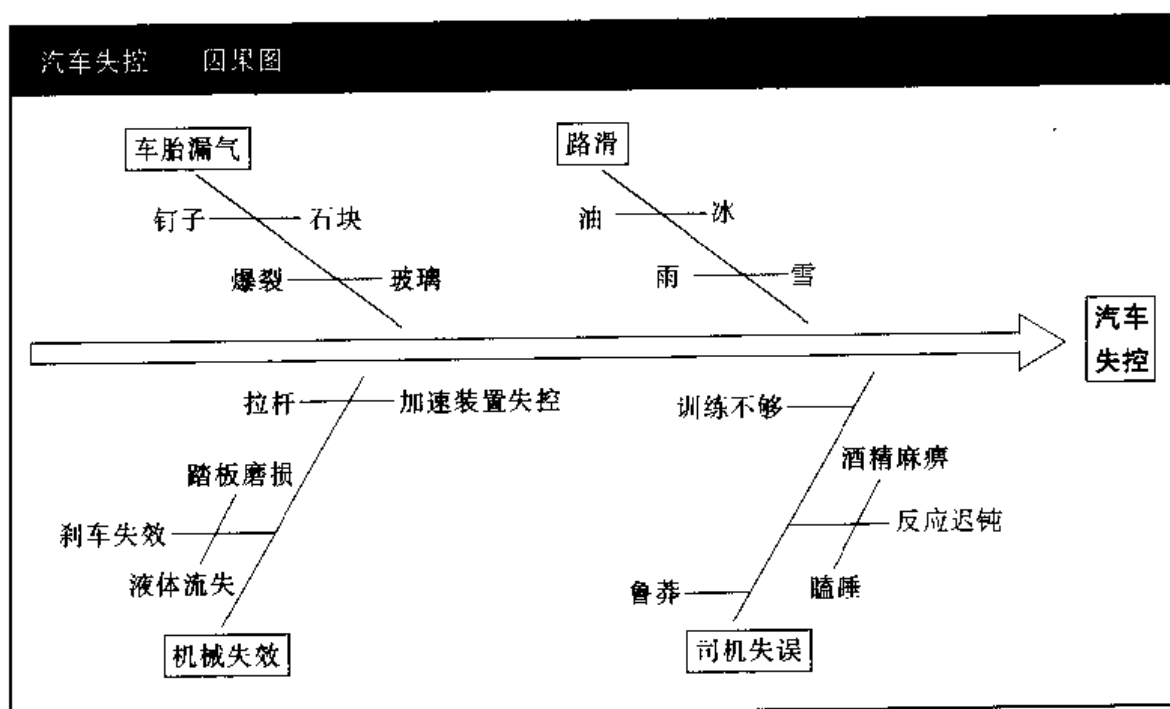 汽车失控 因果图
车胎漏气 路滑
钉子 石块 油 冰
爆裂 玻璃 雨 雪
汽车
失控
拉杆 加速装置失控 训练不够
踏板磨损 酒精麻痹
刹车失效 反应迟钝
液体流失 鲁莽 瞌睡
机械失效 司机失误